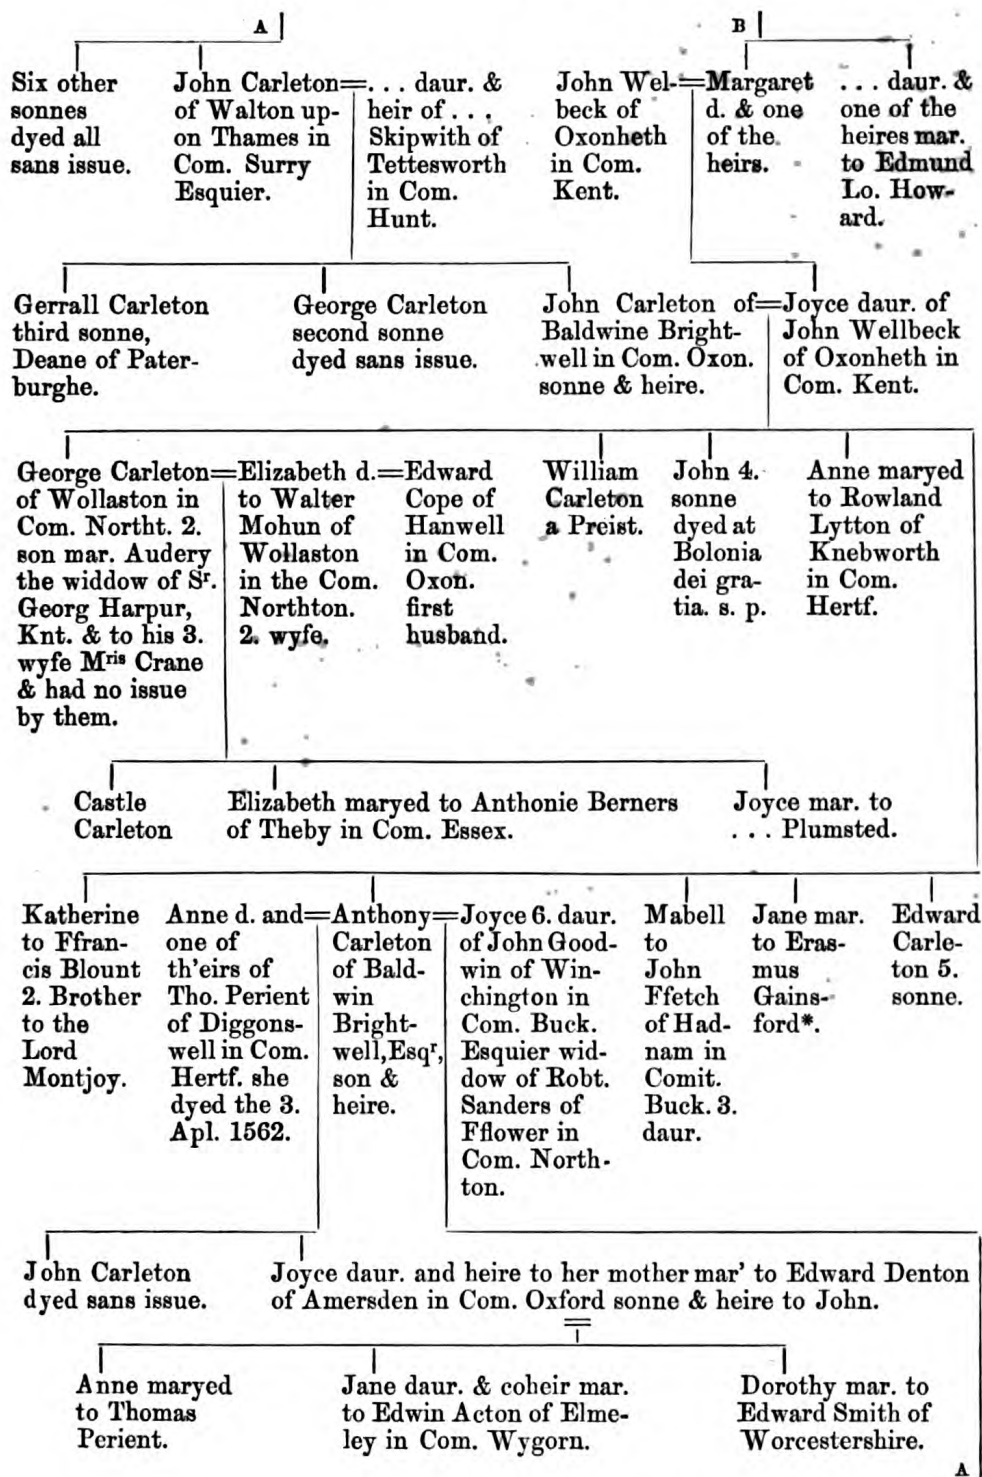 A
B
Six other
sonnes
dyed all
sans issue.
John Carleton=
of Walton up-
on Thames in
Com. Surry
Esquier.
. . . daur. &
heir of . . .
Skipwith of
Tettesworth
in Com.
Hunt.
John Wel-=
beck of
Oxonheth
in Com.
Kent.
Margaret
d. & one
of the
heirs.
. . . daur. &
one of the
heires mar.
to Edmund
Lo. How-
ard.
Gerrall Carleton
third sonne,
Deane of Pater-
burghe.
George Carleton
second sonne
dyed sans issue.
John Carleton of=
Baldwine Bright-
well in Com. Oxon.
sonne & heire.
Joyce daur. of
John Wellbeck
of Oxonheth in
Com. Kent.
George Carleton=
of Wollaston in
Com. Northt. 2.
son mar. Audery
the widdow of Sʳ.
Georg Harpur,
Knt. & to his 3.
wyfe Mʳⁱˢ Crane
& had no issue
by them.
Elizabeth d.=
to Walter
Mohun of
Wollaston
in the Com.
Northton.
2. wyfe.
Edward
Cope of
Hanwell
in Com.
Oxon.
first
husband.
William
Carleton
a Preist.
John 4.
sonne
dyed at
Bolonia
dei gra-
tia. s. p.
Anne maryed
to Rowland
Lytton of
Knebworth
in Com.
Hertf.
Castle
Carleton
Elizabeth maryed to Anthonie Berners
of Theby in Com. Essex.
Joyce mar. to
. . . Plumsted.
Katherine
to Ffran-
cis Blount
2. Brother
to the
Lord
Montjoy.
Anne d. and=
one of
th'eirs of
Tho. Perient
of Diggons-
well in Com.
Hertf. she
dyed the 3.
Apl. 1562.
Anthony=
Carleton
of Bald-
win
Bright-
well, Esqʳ,
son &
heire.
Joyce 6. daur.
of John Good-
win of Win-
chington in
Com. Buck.
Esquier wid-
dow of Robt.
Sanders of
Fflower in
Com. North-
ton.
Mabell
to
John
Ffetch
of Had-
nam in
Comit.
Buck. 3.
daur.
Jane mar.
to Eras-
mus
Gains-
ford*.
Edward
Carle-
ton 5.
sonne.
John Carleton
dyed sans issue.
Joyce daur. and heire to her mother mar' to Edward Denton
of Amersden in Com. Oxford sonne & heire to John.
=
Anne maryed
to Thomas
Perient.
Jane daur. & coheir mar.
to Edwin Acton of Elme-
ley in Com. Wygorn.
Dorothy mar. to
Edward Smith of
Worcestershire.
A